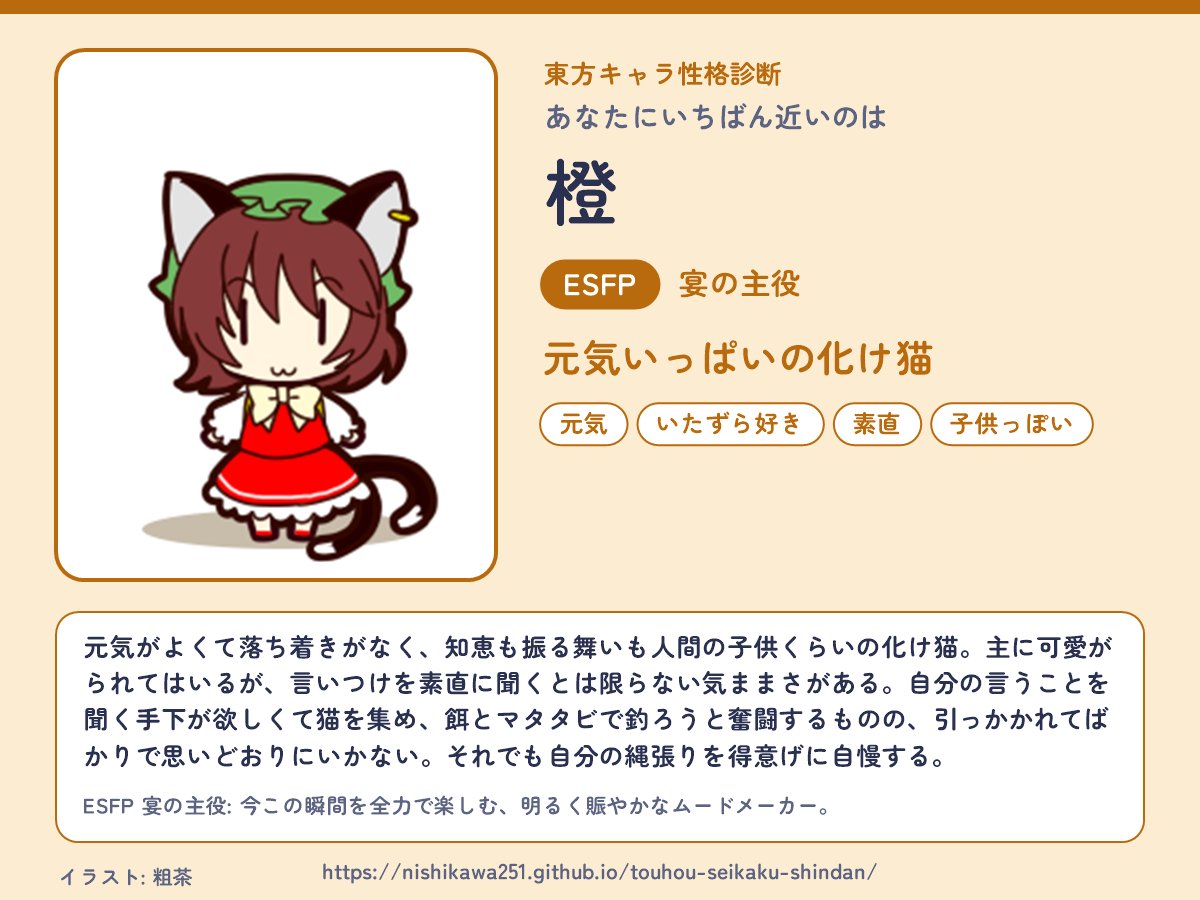 東方キャラ性格診断
あなたにいちばん近いのは
橙
ESFP 宴の主役
元気いっぱいの化け猫
元気 いたずら好き 素直 子供っぽい
元気がよくて落ち着きがなく、知恵も振る舞いも人間の子供くらいの化け猫。主に可愛が
られてはいるが、言いつけを素直に聞くとは限らない気ままさがある。自分の言うことを
聞く手下が欲しくて猫を集め、餌とマタタビで釣ろうと奮闘するものの、引っかかれてば
かりで思いどおりにいかない。それでも自分の縄張りを得意げに自慢する。
ESFP 宴の主役: 今この瞬間を全力で楽しむ、明るく賑やかなムードメーカー。
イラスト: 粗茶
https://nishikawa251.github.io/touhou-seikaku-shindan/